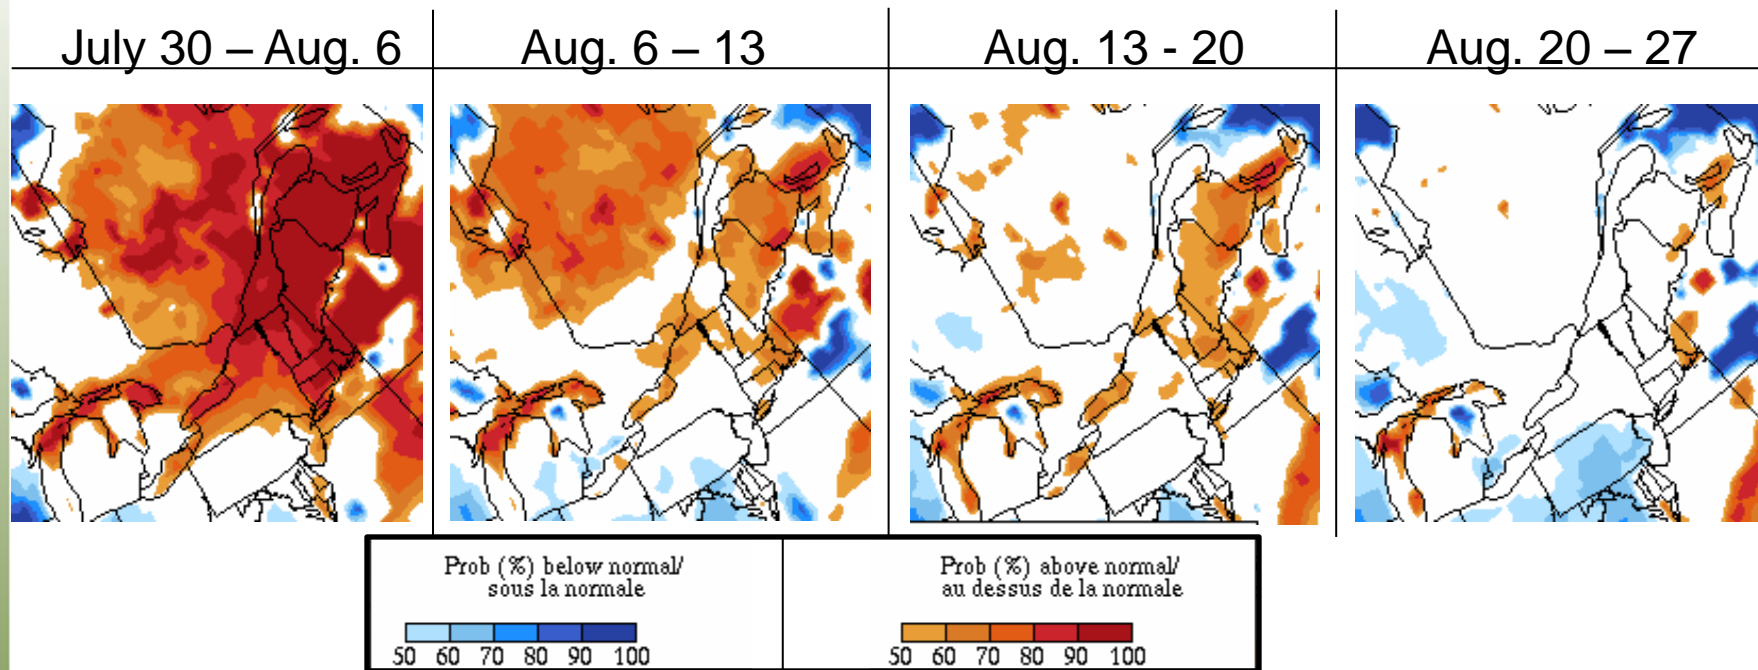 July 30 – Aug. 6
Aug. 6 – 13
Aug. 13 - 20
Aug. 20 – 27
Prob (%) below normal/
sous la normale
50 60 70 80 90 100
Prob (%) above normal/
au dessus de la normale
50 60 70 80 90 100